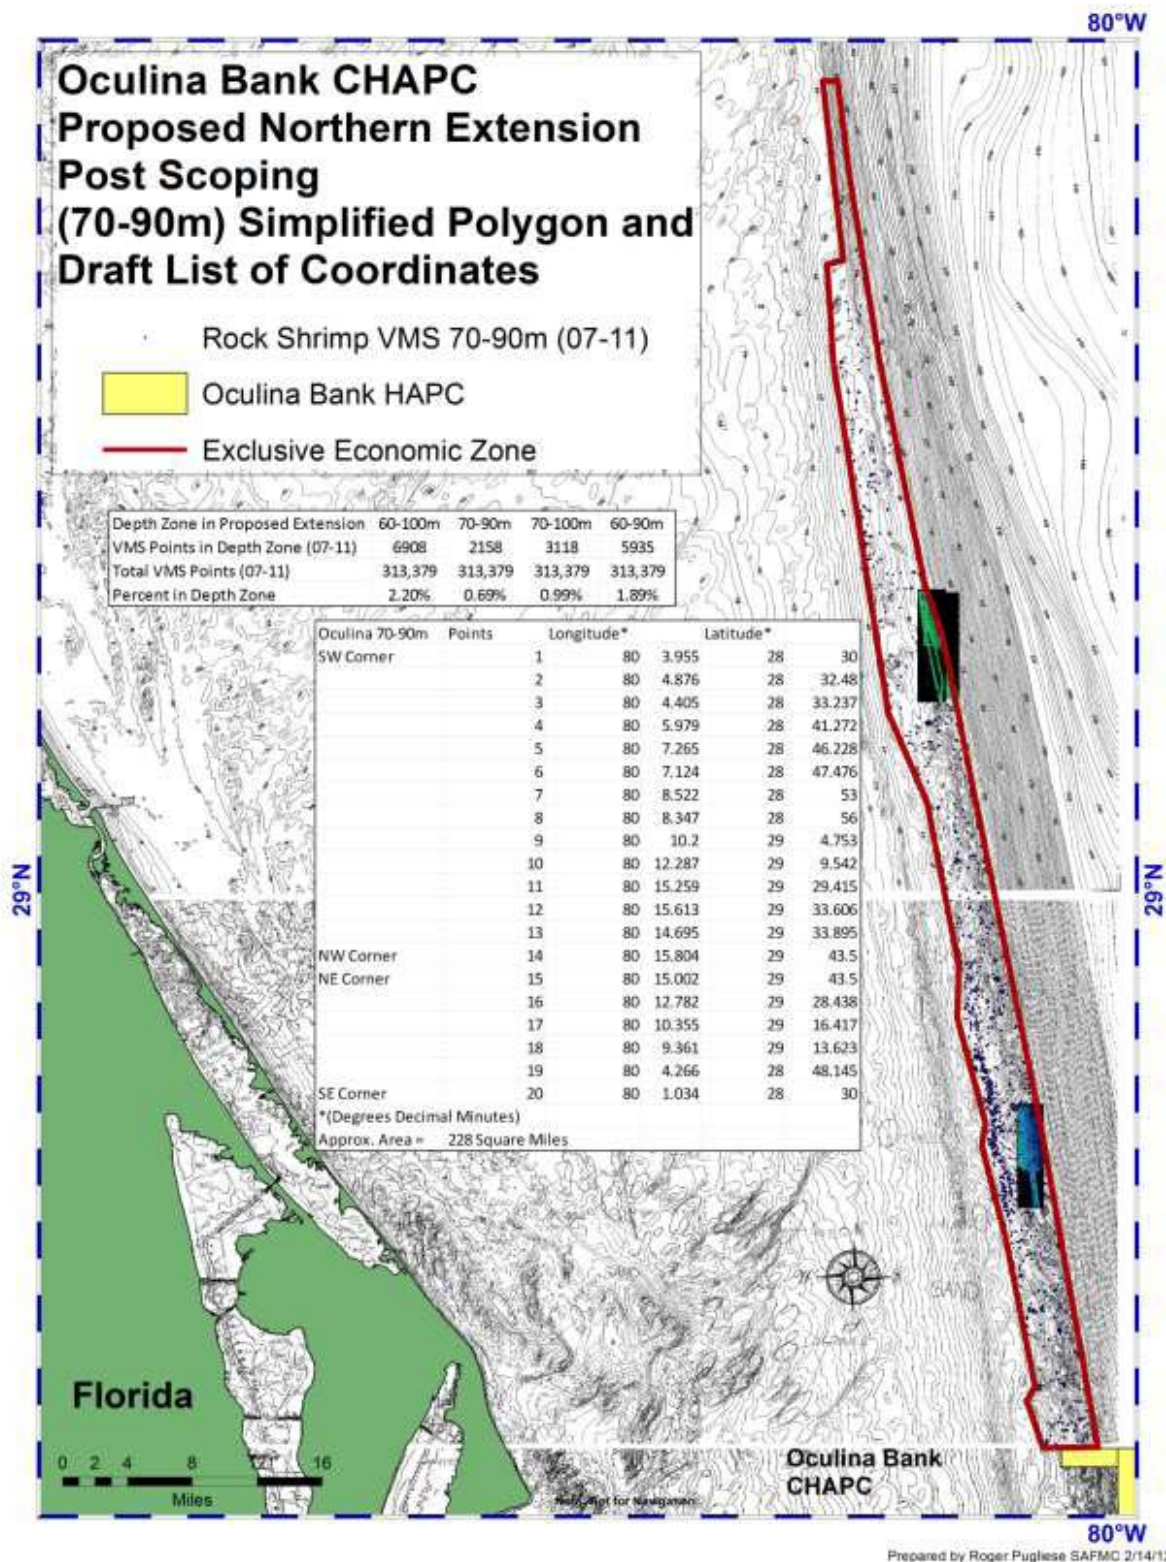 80°W
Oculina Bank CHAPC
Proposed Northern Extension
Post Scoping
(70-90m) Simplified Polygon and
Draft List of Coordinates
Rock Shrimp VMS 70-90m (07-11)
Oculina Bank HAPC
Exclusive Economic Zone
Depth Zone in Proposed Extension 60-100m 70-90m 70-100m 60-90m
VMS Points in Depth Zone (07-11) 6908 2158 3118 5935
Total VMS Points (07-11) 313,379 313,379 313,379 313,379
Percent in Depth Zone 2.20% 0.69% 0.99% 1.89%
Oculina 70-90m Points Longitude* Latitude*
SW Corner 1 80 3.955 28 30
2 80 4.876 28 32.48
3 80 4.405 28 33.237
4 80 5.979 28 41.272
5 80 7.265 28 46.228
6 80 7.124 28 47.476
7 80 8.522 28 53
8 80 8.347 28 56
9 80 10.2 29 4.753
10 80 12.287 29 9.542
11 80 15.259 29 29.415
12 80 15.613 29 33.606
13 80 14.695 29 33.895
NW Corner 14 80 15.804 29 43.5
NE Corner 15 80 15.002 29 43.5
16 80 12.782 29 28.438
17 80 10.355 29 16.417
18 80 9.361 29 13.623
19 80 4.266 28 48.145
SE Corner 20 80 1.034 28 30
*(Degrees Decimal Minutes)
Approx. Area = 228 Square Miles
29°N
29°N
SAND
Florida
0 2 4 8 12 16
Miles
Oculina Bank
CHAPC
Not for Navigation
80°W
Prepared by Roger Pugliese SAFMC